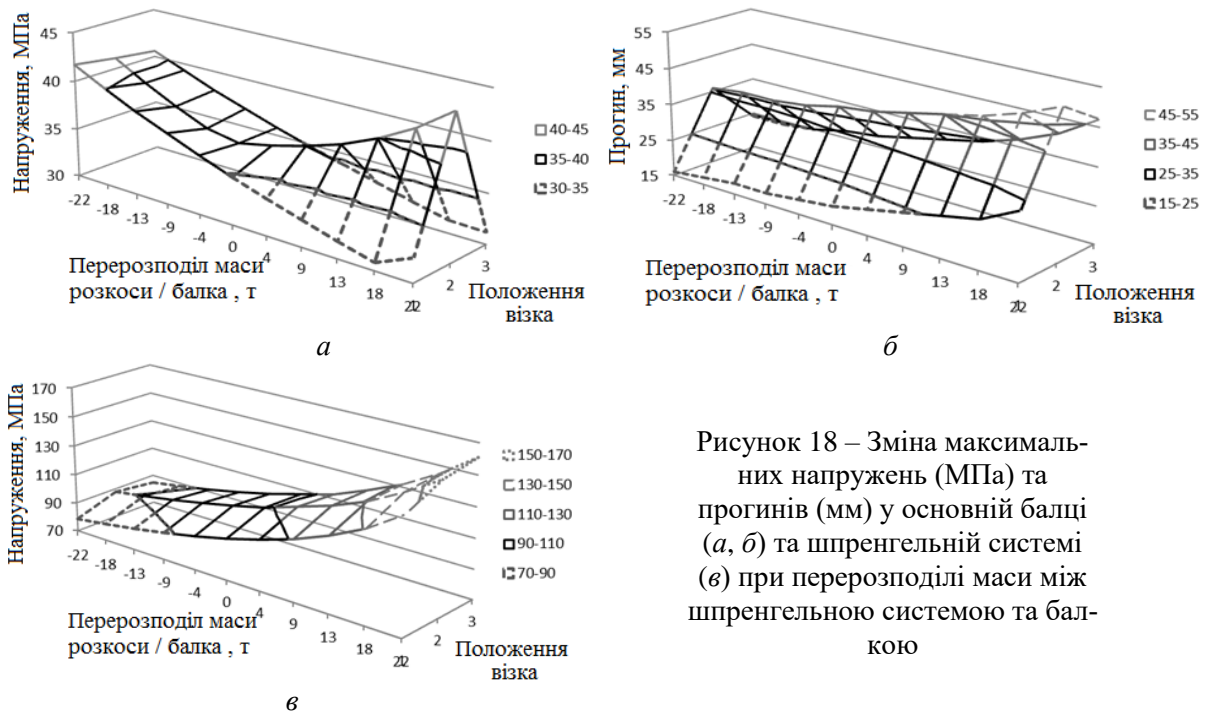 Напруження, МПа
45
40
35
30
-22
-18
-13
-9
-4
0
4
9
13
18
22
1
2
3
Перерозподіл маси
розкоси / балка , т
Положення
візка
40-45
35-40
30-35
а
Прогин, мм
55
45
35
25
15
-22
-18
-13
-9
-4
0
4
9
13
18
22
1
2
3
Перерозподіл маси
розкоси / балка , т
Положення
візка
45-55
35-45
25-35
15-25
б
Напруження, МПа
170
150
130
110
90
70
-22
-18
-13
-9
-4
0
4
9
13
18
22
1
2
3
Перерозподіл маси
розкоси / балка , т
Положення
візка
150-170
130-150
110-130
90-110
70-90
в
Рисунок 18 – Зміна максималь-
них напружень (МПа) та
прогинів (мм) у основній балці
(а, б) та шпренгельній системі
(в) при перерозподілі маси між
шпренгельною системою та бал-
кою